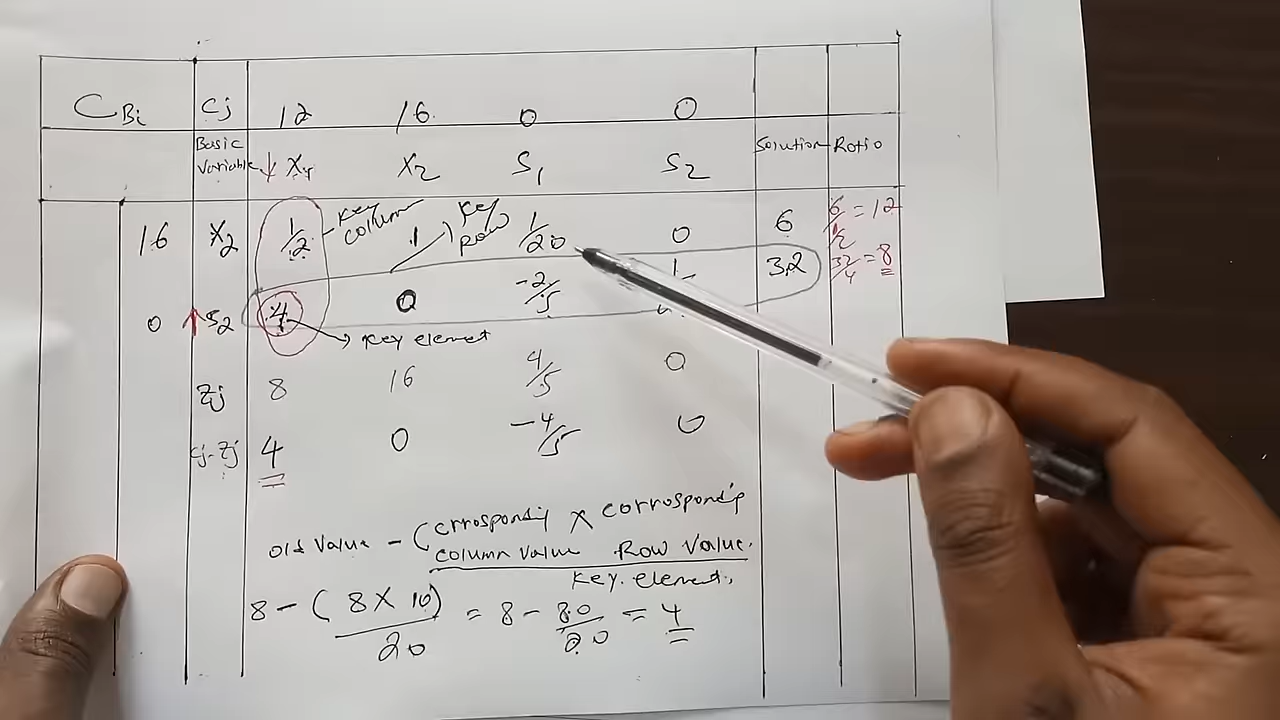 CBi Cj 12 16 0 0
Basic Variable X1 X2 S1 S2 Solution Ratio
16 X2 1/2 1 1/20 0 6 6/1/2 = 12
Key column
Key Row
0 S2 4 0 -2/5 1 32 32/4 = 8
Key element
Zj 8 16 4/5 0
Cj-Zj 4 0 -4/5 0
Old Value - (
column value Row Value.
Key. element,
8 - (8 X 10)/20 = 8 - 80/20 = 4